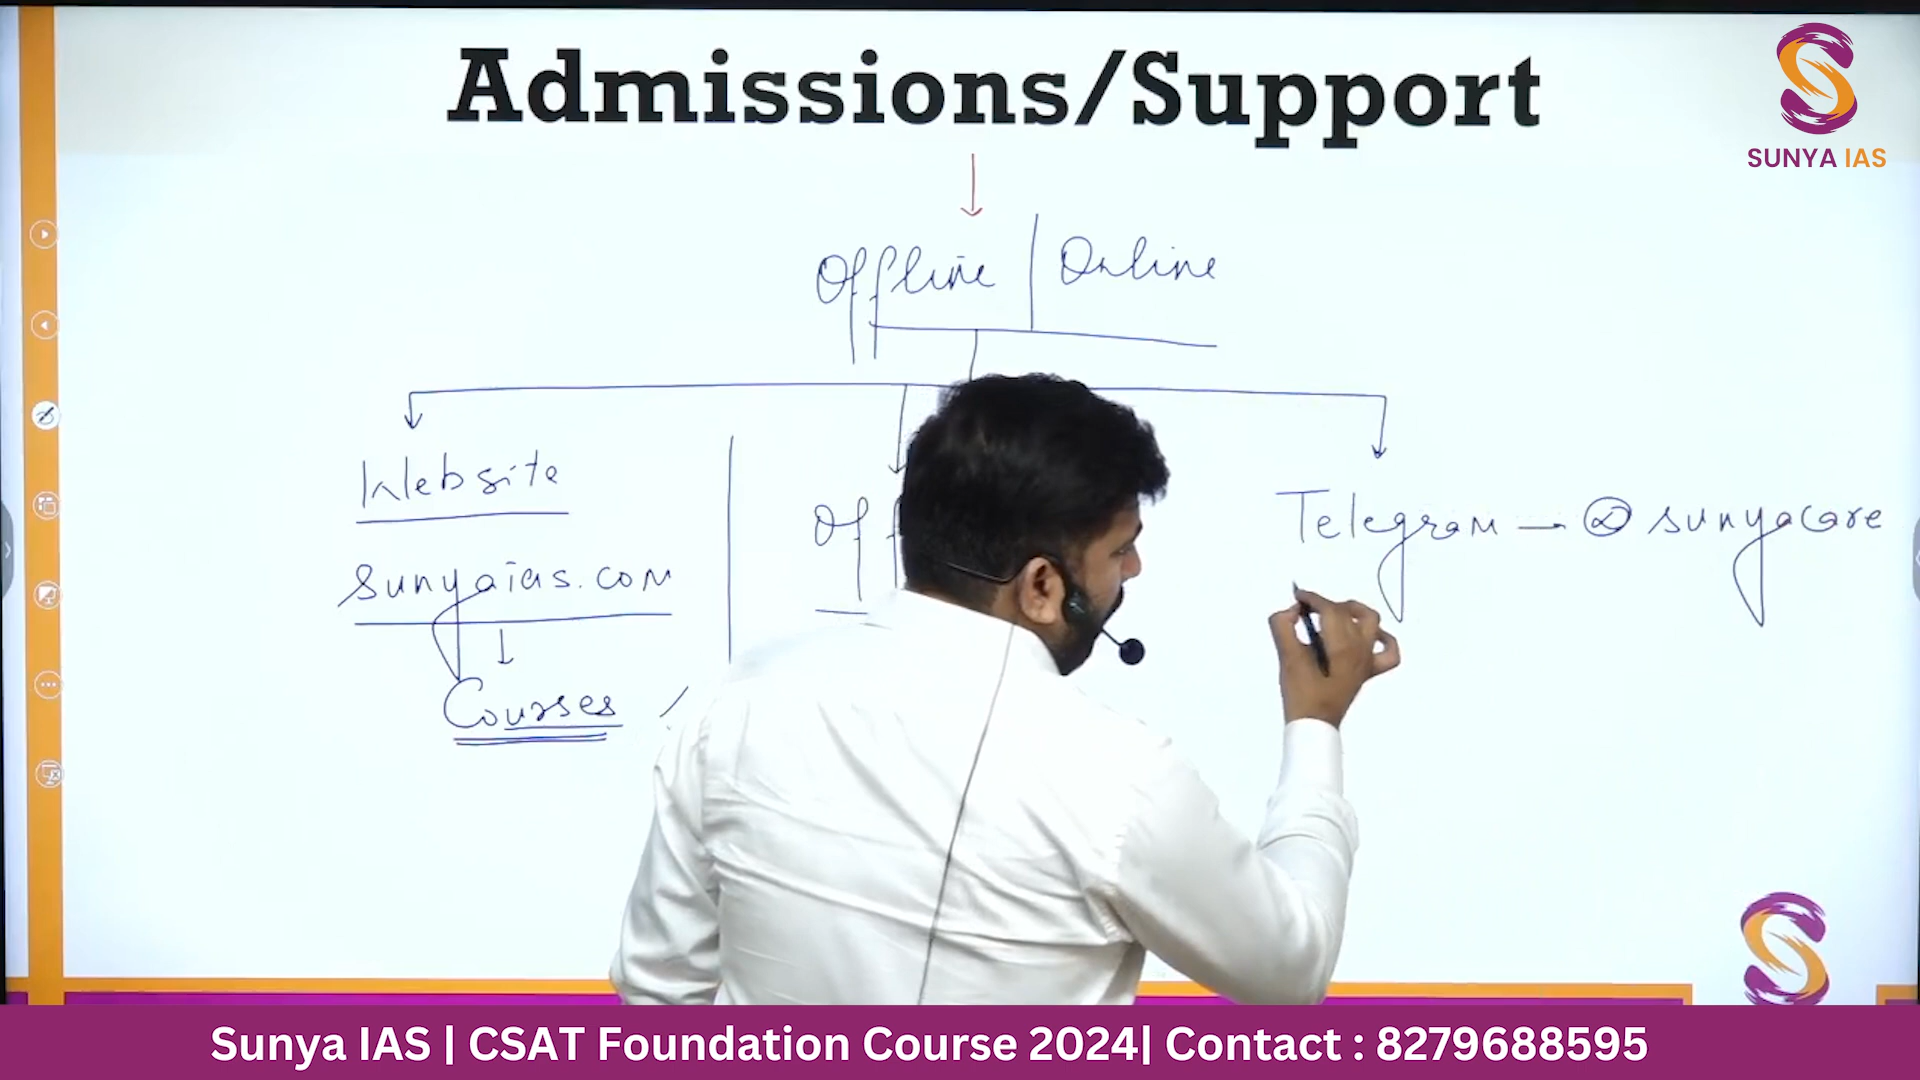 Admissions/Support
SUNYA IAS
Offline | Online
Website
sunyaias.com
Courses
Telegram — @sunyacare
Sunya IAS | CSAT Foundation Course 2024| Contact : 8279688595